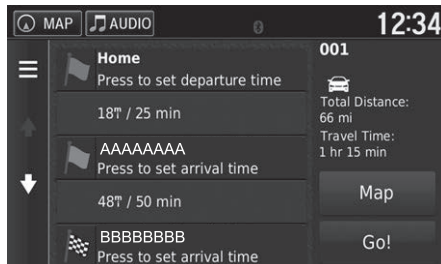 MAP
AUDIO
12:34
Home
Press to set departure time
18 / 25 min
AAAAAAAA
Press to set arrival time
48 / 50 min
BBBBBBBB
Press to set arrival time
001
Total Distance:
66 mi
Travel Time:
1 hr 15 min
Map
Go!